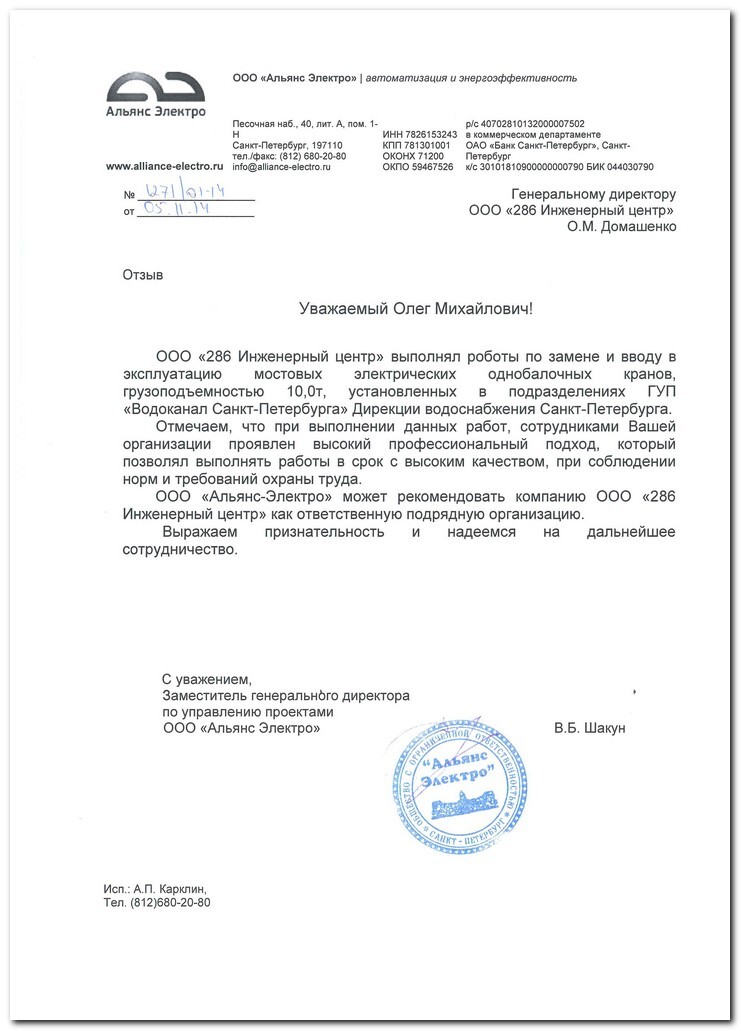 Альянс Электро
www.alliance-electro.ru
ООО «Альянс Электро» | автоматизация и энергоэффективность
Песочная наб., 40, лит. А, пом. 1-
Н
Санкт-Петербург, 197110
тел./факс: (812) 680-20-80
info@alliance-electro.ru
ИНН 7826153243
КПП 781301001
ОКОНХ 71200
ОКПО 59467526
р/с 40702810132000007502
в коммерческом департаменте
ОАО «Банк Санкт-Петербург», Санкт-
Петербург
к/с 30101810900000000790 БИК 044030790
№ 1271/01-14
от 05.11.14
Генеральному директору
ООО «286 Инженерный центр»
О.М. Домашенко
Отзыв
Уважаемый Олег Михайлович!
ООО «286 Инженерный центр» выполнял роботы по замене и вводу в
эксплуатацию мостовых электрических однобалочных кранов,
грузоподъемностью 10,0т, установленных в подразделениях ГУП
«Водоканал Санкт-Петербурга» Дирекции водоснабжения Санкт-Петербурга.
Отмечаем, что при выполнении данных работ, сотрудниками Вашей
организации проявлен высокий профессиональный подход, который
позволял выполнять работы в срок с высоким качеством, при соблюдении
норм и требований охраны труда.
ООО «Альянс-Электро» может рекомендовать компанию ООО «286
Инженерный центр» как ответственную подрядную организацию.
Выражаем признательность и надеемся на дальнейшее
сотрудничество.
С уважением,
Заместитель генерального директора
по управлению проектами
ООО «Альянс Электро»
В.Б. Шакун
ОБЩЕСТВО С ОГРАНИЧЕННОЙ ОТВЕТСТВЕННОСТЬЮ
"Альянс
Электро"
* САНКТ-ПЕТЕРБУРГ *
Исп.: А.П. Карклин,
Тел. (812)680-20-80